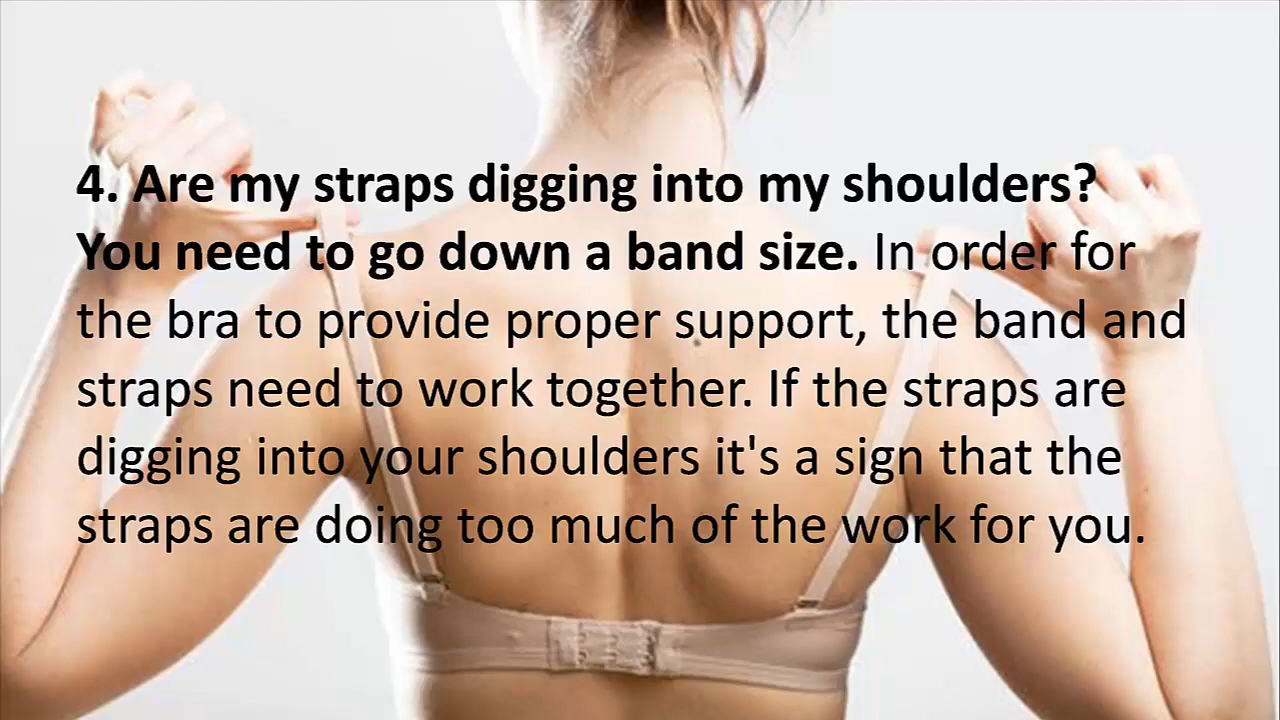 4. Are my straps digging into my shoulders?
You need to go down a band size. In order for
the bra to provide proper support, the band and
straps need to work together. If the straps are
digging into your shoulders it's a sign that the
straps are doing too much of the work for you.